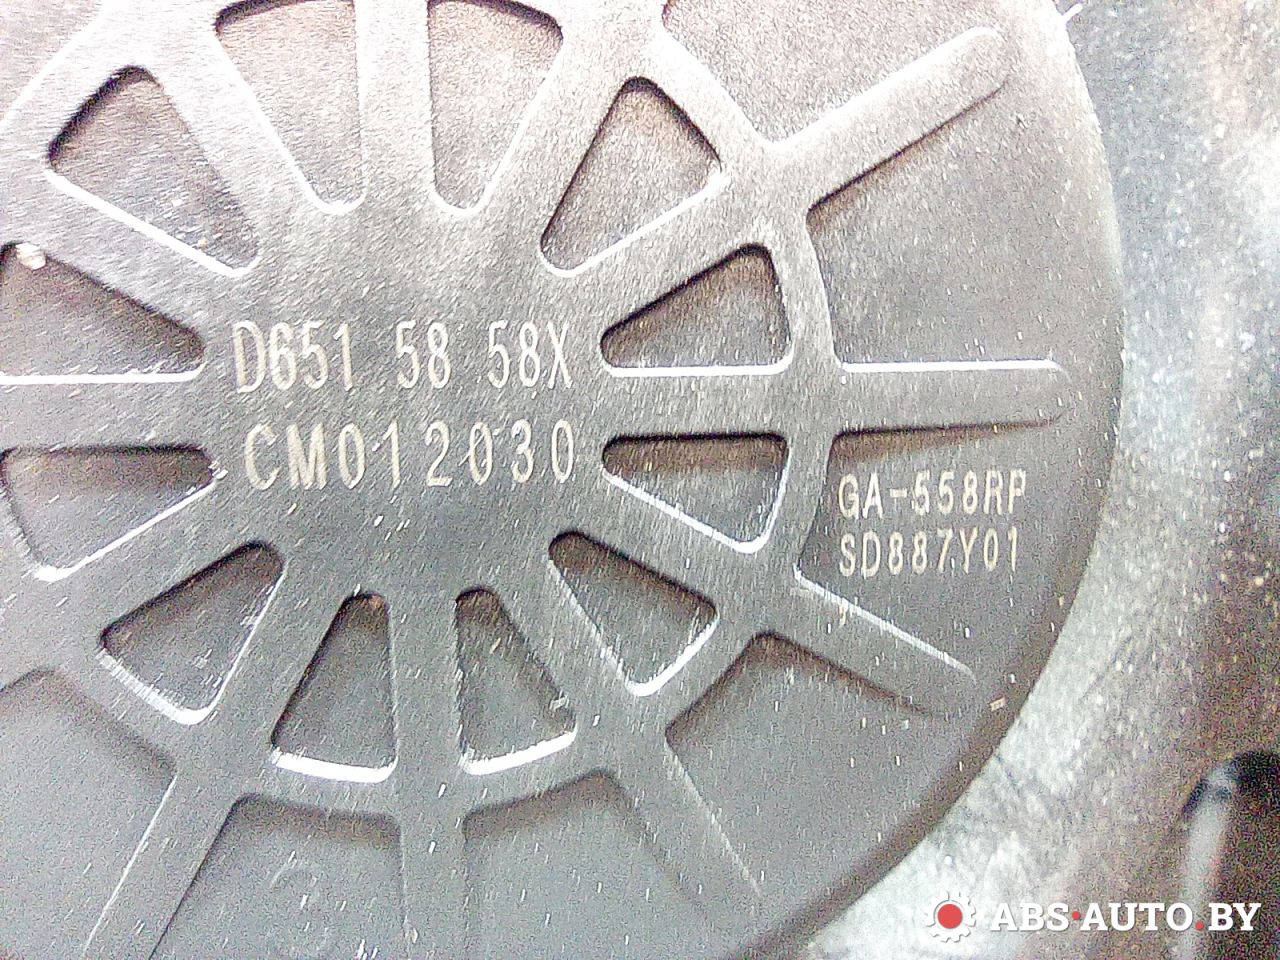 D651 58 58X
CM012030
GA-558RP
SD887Y01
ABS·AUTO.BY